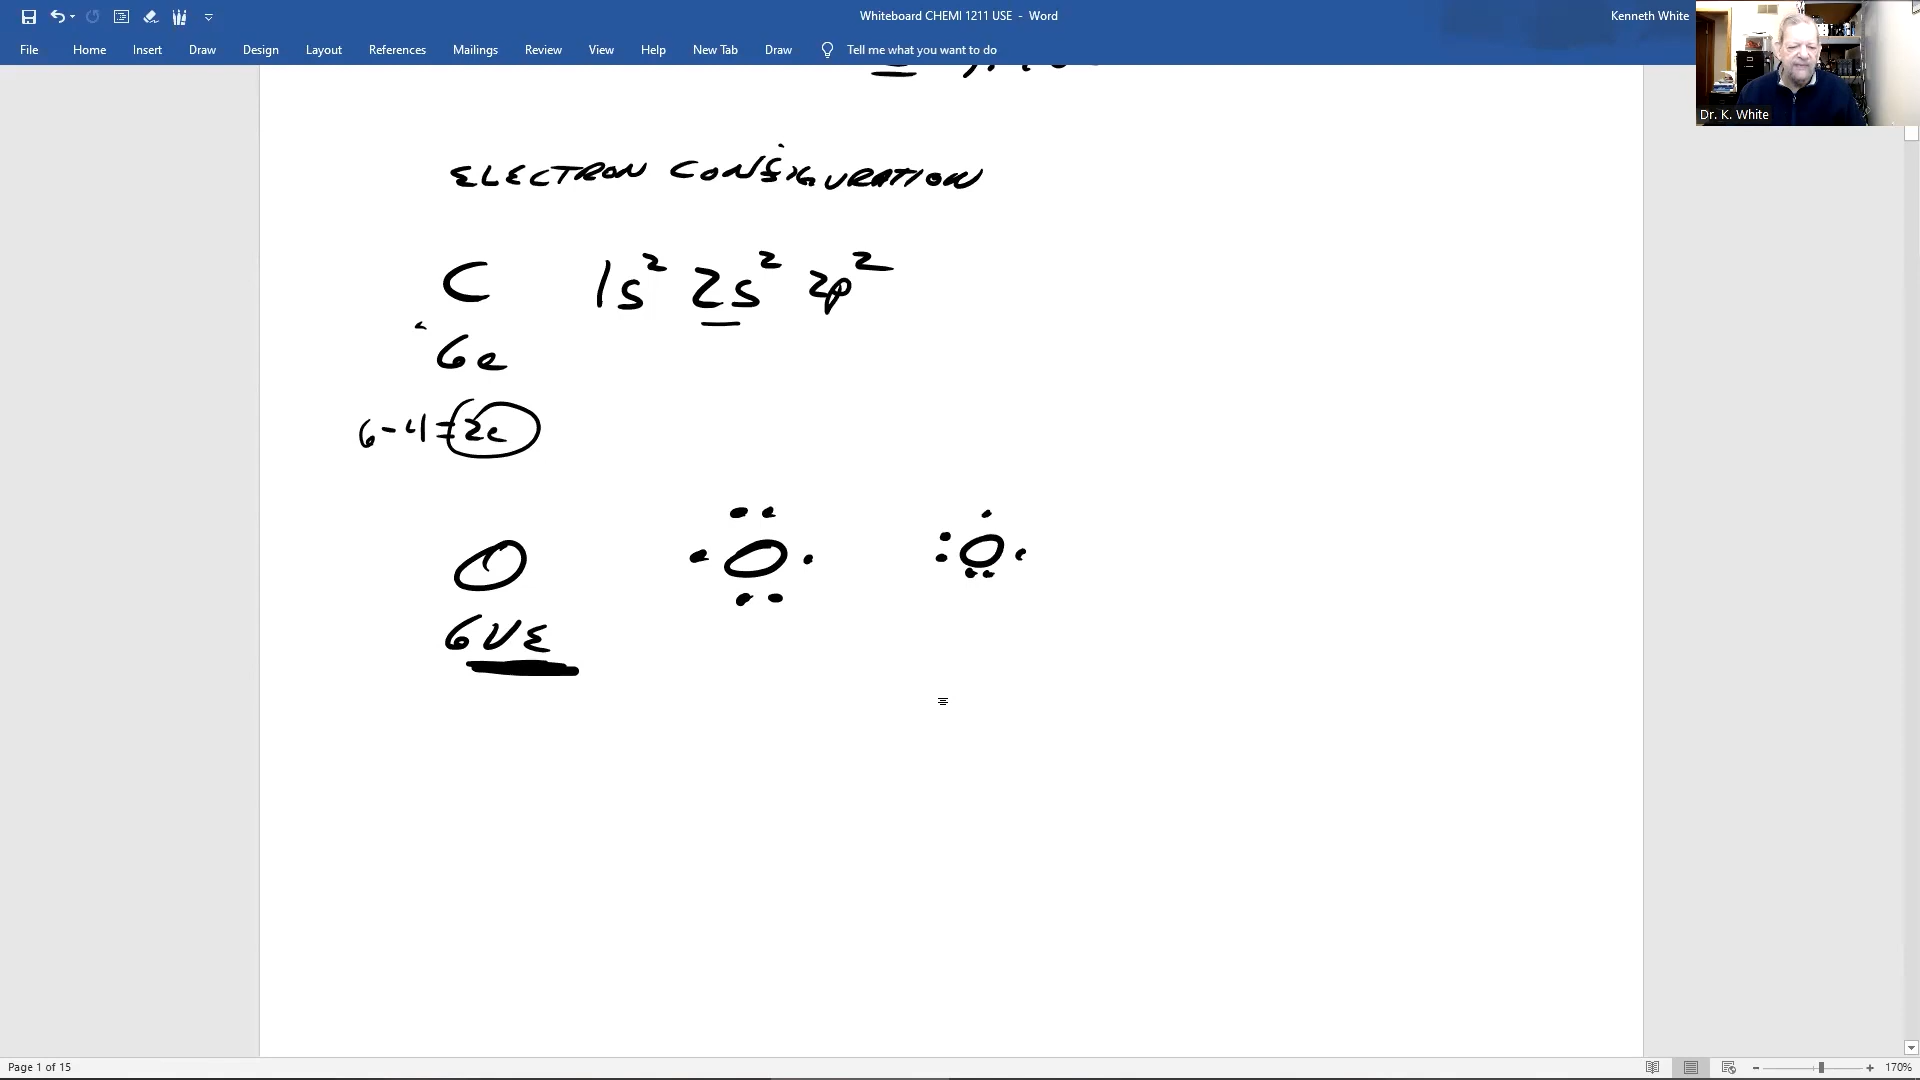 Whiteboard CHEMI 1211 USE - Word
Kenneth White
File Home Insert Draw Design Layout References Mailings Review View Help New Tab Draw Tell me what you want to do
Dr. K. White
ELECTRON CONFIGURATION
C 1s² 2s² 2p²
6e
6-4=2e
O O O
6VE
Page 1 of 15
170%